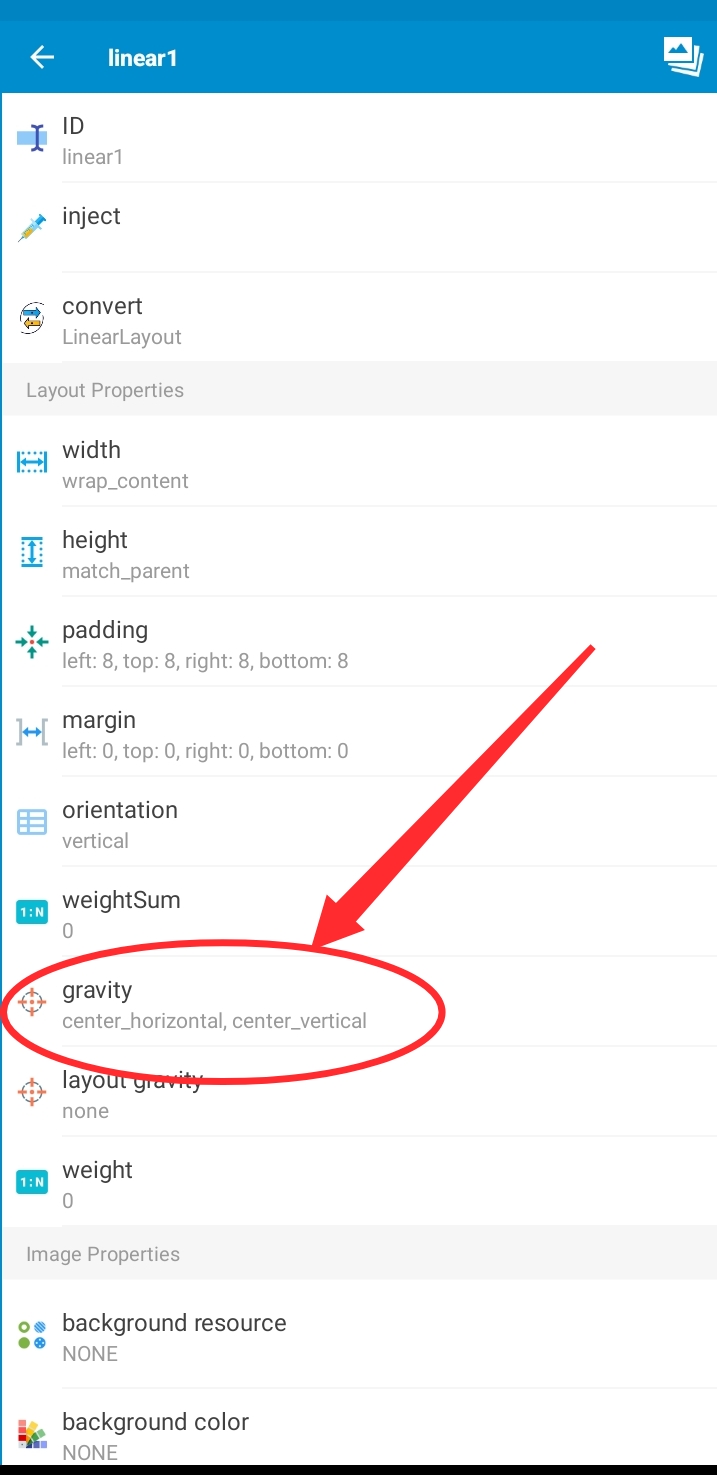 linear1
ID
linear1
inject
convert
LinearLayout
Layout Properties
width
wrap_content
height
match_parent
padding
left: 8, top: 8, right: 8, bottom: 8
margin
left: 0, top: 0, right: 0, bottom: 0
orientation
vertical
1:N
weightSum
0
gravity
center_horizontal, center_vertical
layout gravity
none
1:N
weight
0
Image Properties
background resource
NONE
background color
NONE